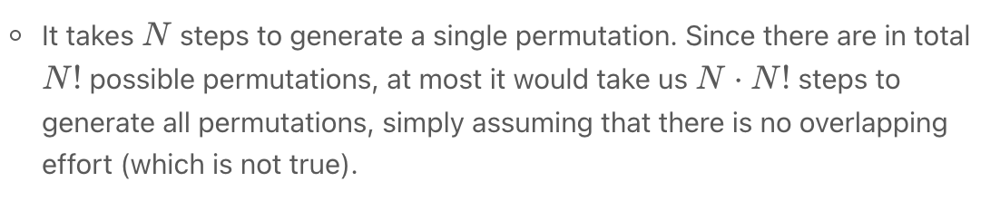 ○ It takes N steps to generate a single permutation. Since there are in total
N! possible permutations, at most it would take us N · N! steps to
generate all permutations, simply assuming that there is no overlapping
effort (which is not true).